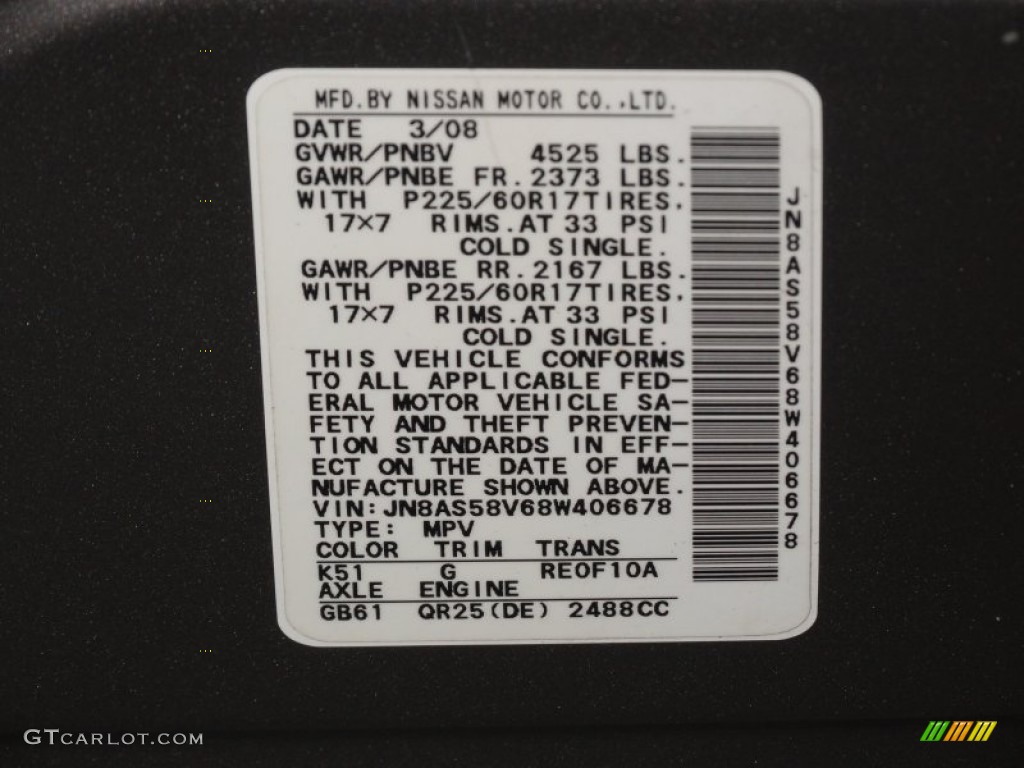 MFD.BY NISSAN MOTOR CO.,LTD.
DATE 3/08
GVWR/PNBV 4525 LBS.
GAWR/PNBE FR.2373 LBS.
WITH P225/60R17TIRES.
17×7 RIMS.AT 33 PSI
COLD SINGLE.
GAWR/PNBE RR.2167 LBS.
WITH P225/60R17TIRES.
17×7 RIMS.AT 33 PSI
COLD SINGLE.
THIS VEHICLE CONFORMS
TO ALL APPLICABLE FED-
ERAL MOTOR VEHICLE SA-
FETY AND THEFT PREVEN-
TION STANDARDS IN EFF-
ECT ON THE DATE OF MA-
NUFACTURE SHOWN ABOVE.
VIN:JN8AS58V68W406678
TYPE: MPV
COLOR TRIM TRANS
K51 G RE0F10A
AXLE ENGINE
GB61 QR25(DE) 2488CC
JN8AS58V68W406678
GTCARLOT.COM